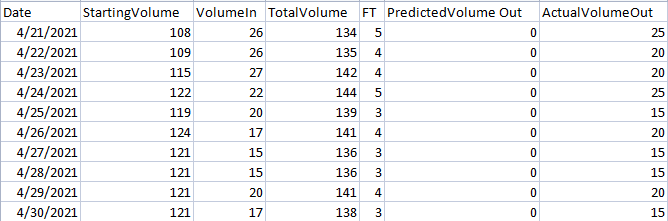 Date StartingVolume VolumeIn TotalVolume FT PredictedVolume Out ActualVolumeOut
4/21/2021 108 26 134 5 0 25
4/22/2021 109 26 135 4 0 20
4/23/2021 115 27 142 4 0 20
4/24/2021 122 22 144 5 0 25
4/25/2021 119 20 139 3 0 15
4/26/2021 124 17 141 4 0 20
4/27/2021 121 15 136 3 0 15
4/28/2021 121 15 136 3 0 15
4/29/2021 121 20 141 4 0 20
4/30/2021 121 17 138 3 0 15